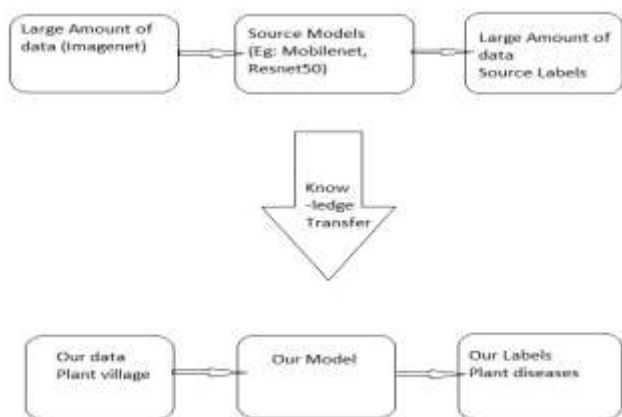 Large Amount of
data (Imagenet)
Source Models
(Eg: Mobilenet,
Resnet50)
Large Amount of
data
Source Labels
Know
-ledge
Transfer
Our data
Plant village
Our Model
Our Labels
Plant diseases